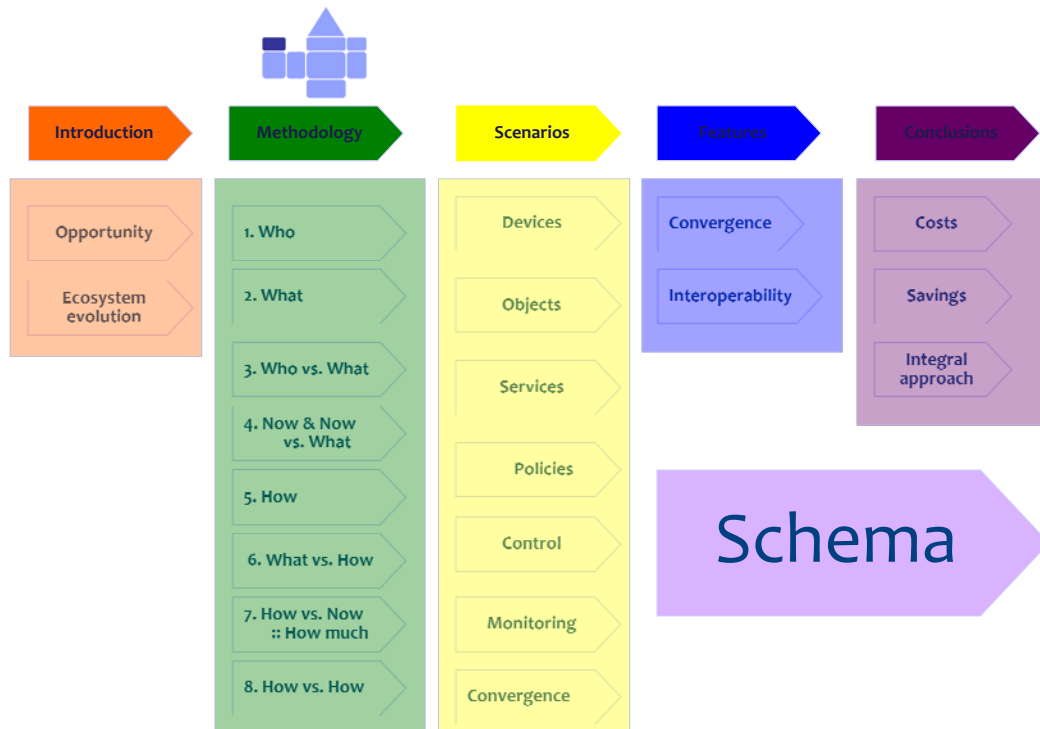 Introduction
Methodology
Scenarios
Features
Conclusions
Opportunity
Ecosystem
evolution
1. Who
2. What
3. Who vs. What
4. Now & Now
vs. What
5. How
6. What vs. How
7. How vs. Now
:: How much
8. How vs. How
Devices
Objects
Services
Policies
Control
Monitoring
Convergence
Convergence
Interoperability
Costs
Savings
Integral
approach
Schema